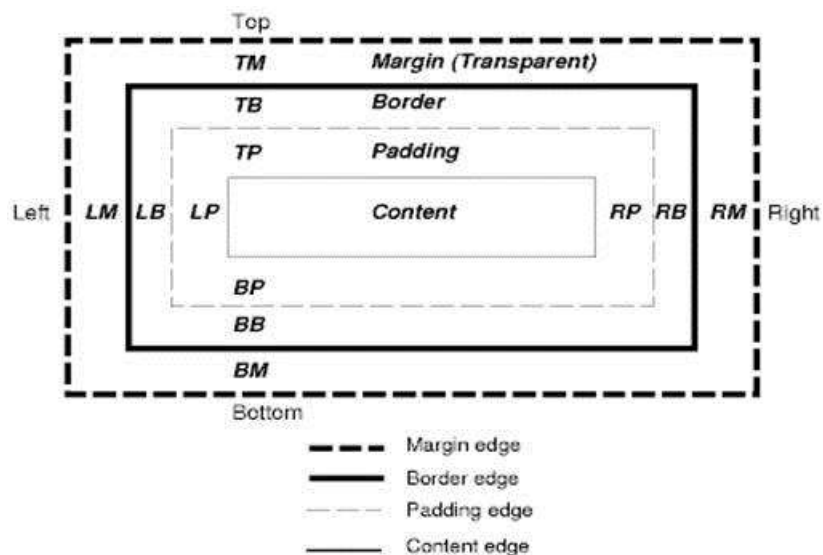 Top
TM Margin (Transparent)
TB Border
TP Padding
Left LM LB LP Content RP RB RM Right
BP
BB
BM
Bottom
Margin edge
Border edge
Padding edge
Content edge